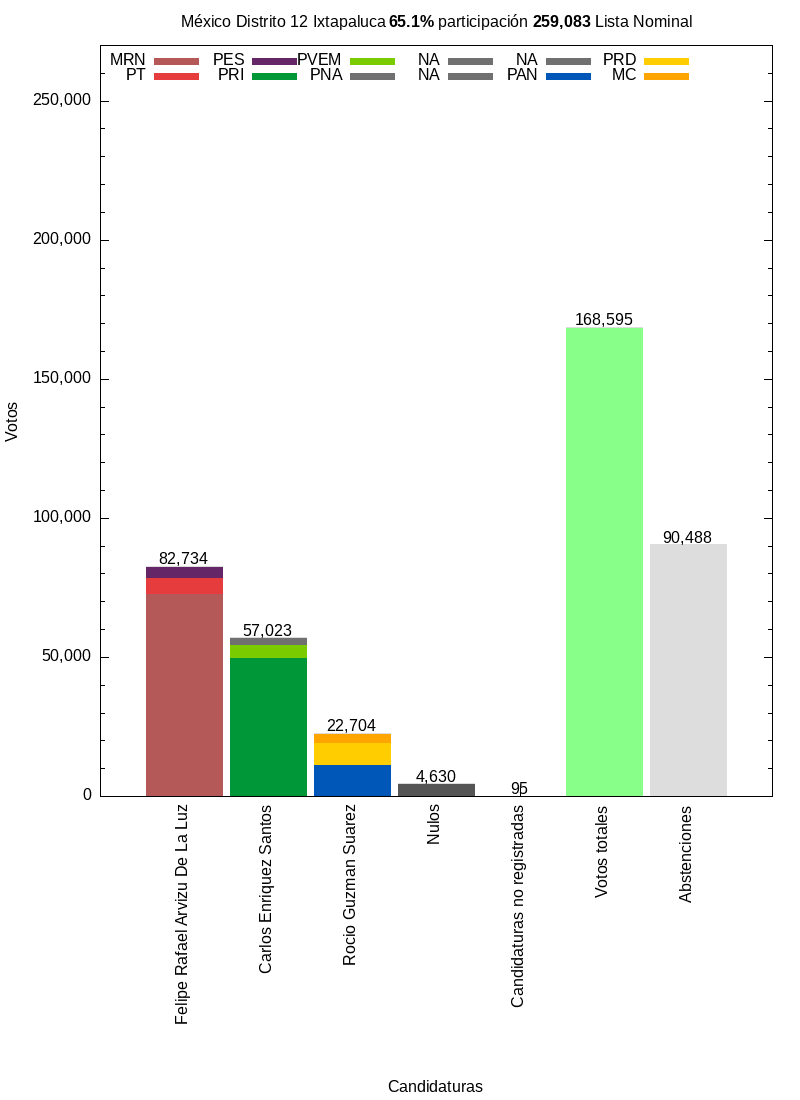 México Distrito 12 Ixtapaluca 65.1% participación 259,083 Lista Nominal
MRN PES PVEM NA NA PRD
PT PRI PNA NA PAN MC
250,000
200,000
150,000
100,000
50,000
0
Votos
82,734
57,023
22,704
4,630
95
168,595
90,488
Felipe Rafael Arvizu De La Luz
Carlos Enriquez Santos
Rocio Guzman Suarez
Nulos
Candidaturas no registradas
Votos totales
Abstenciones
Candidaturas